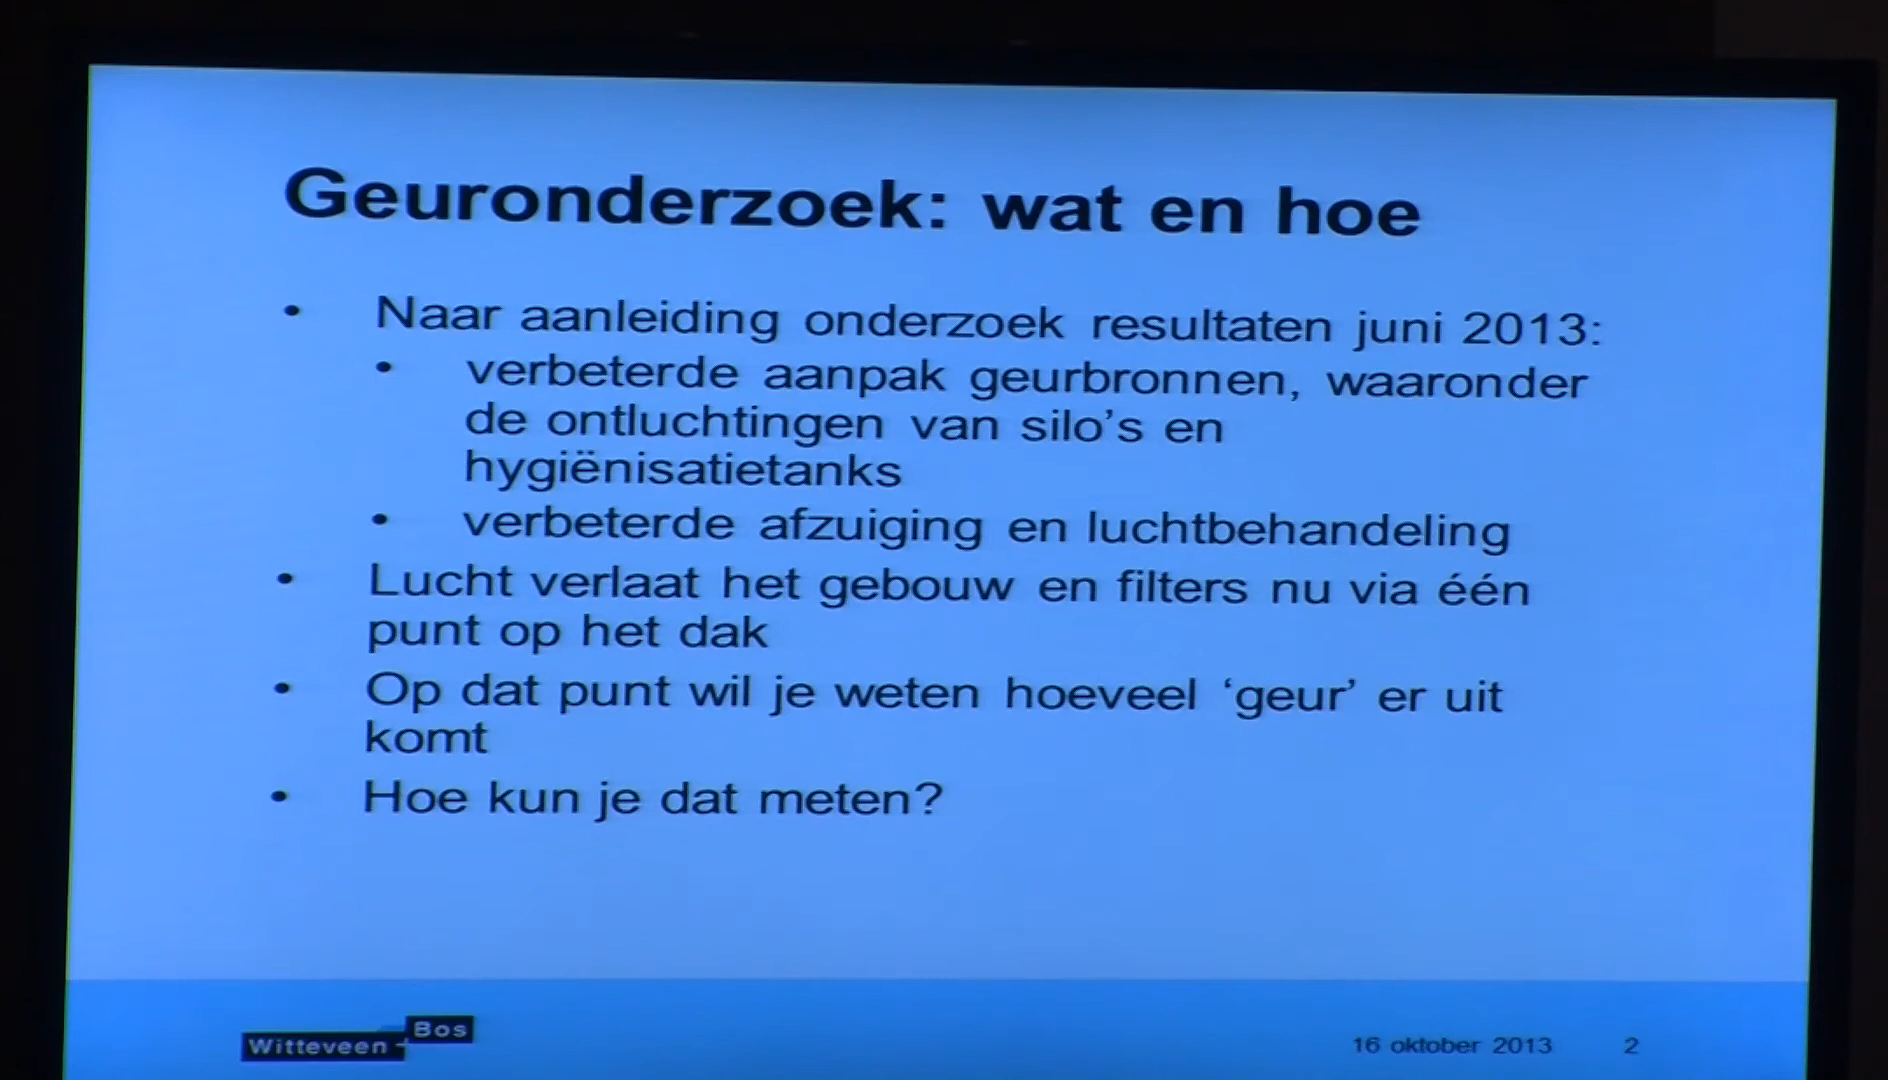 Geuronderzoek: wat en hoe
• Naar aanleiding onderzoek resultaten juni 2013:
• verbeterde aanpak geurbronnen, waaronder
de ontluchtingen van silo’s en
hygiënisatietanks
• verbeterde afzuiging en luchtbehandeling
• Lucht verlaat het gebouw en filters nu via één
punt op het dak
• Op dat punt wil je weten hoeveel ‘geur’ er uit
komt
• Hoe kun je dat meten?
Witteveen + Bos
16 oktober 2013 2